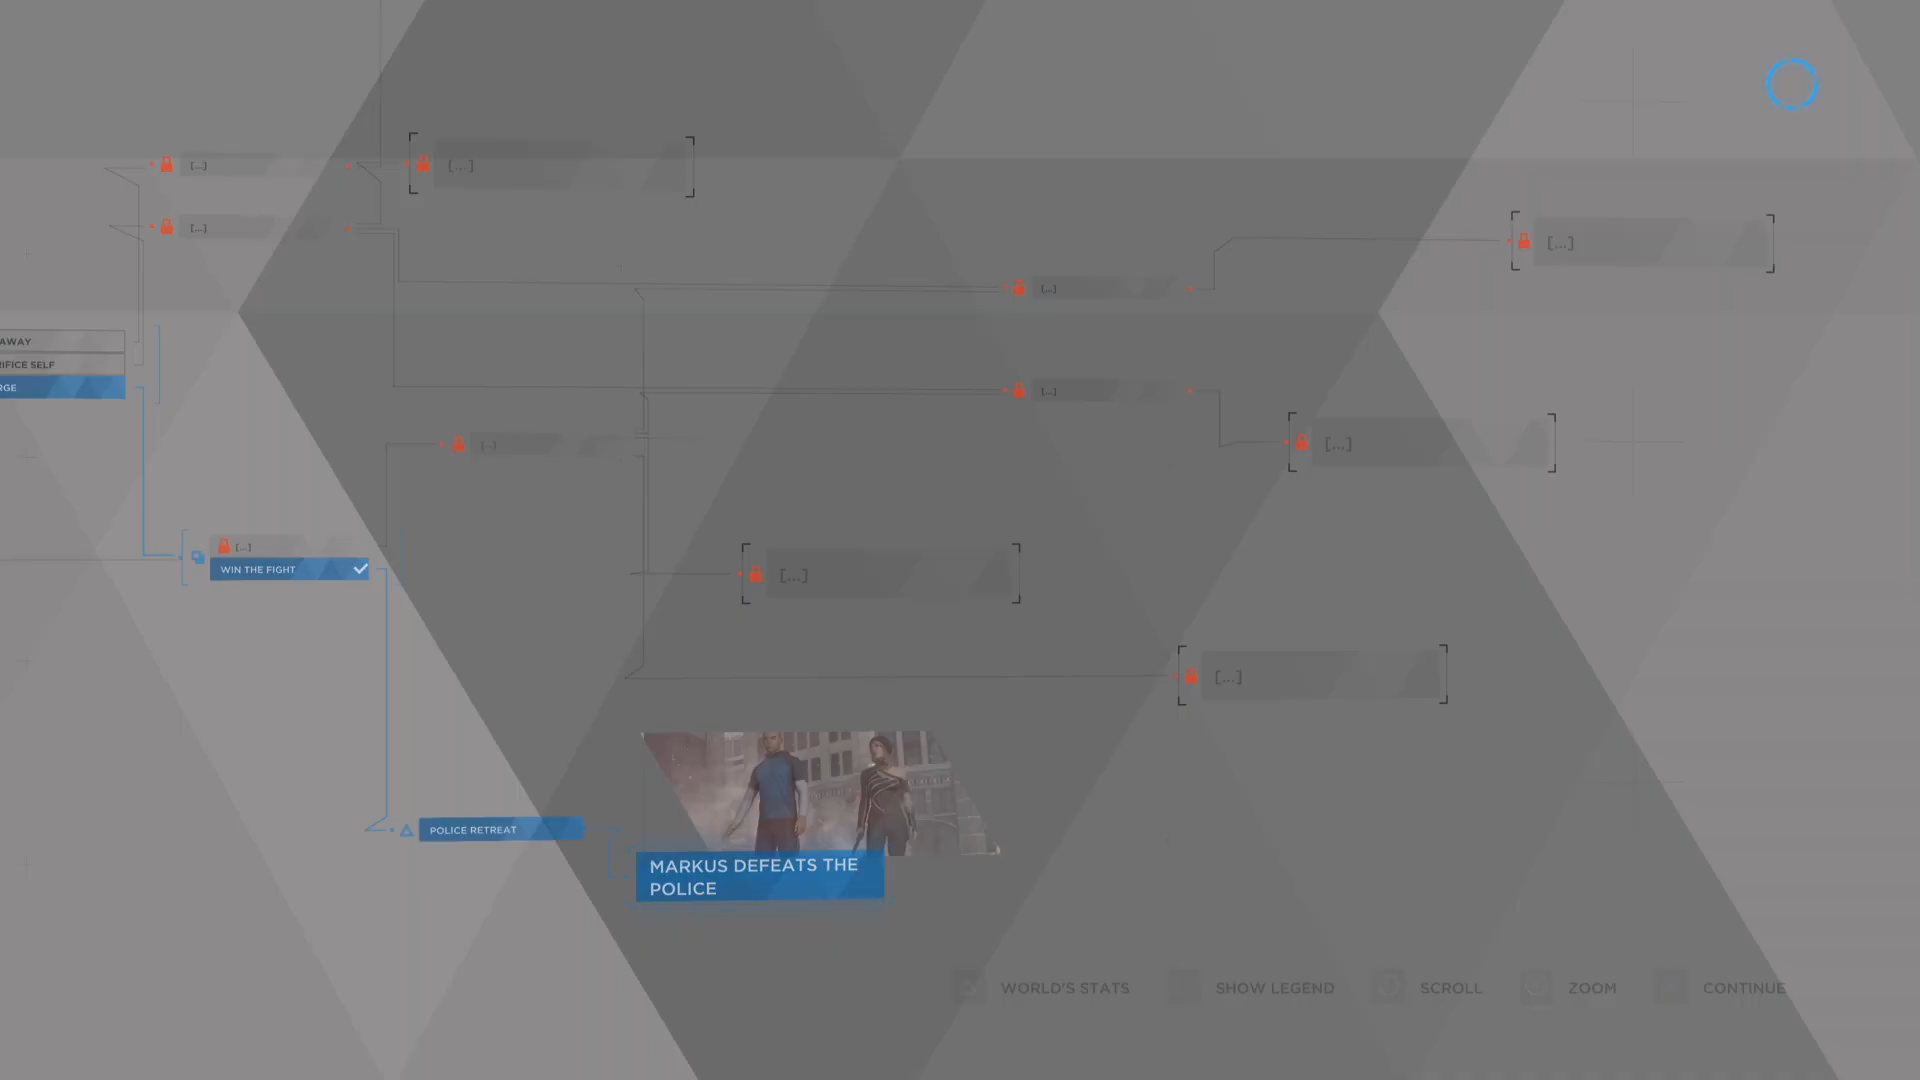 [...]
[...]
[...]
[...]
[...]
AWAY
RIFICE SELF
RGE
[...]
[...]
[...]
[...]
WIN THE FIGHT
[...]
[...]
POLICE RETREAT
MARKUS DEFEATS THE
POLICE
WORLD'S STATS
SHOW LEGEND
SCROLL
ZOOM
CONTINUE